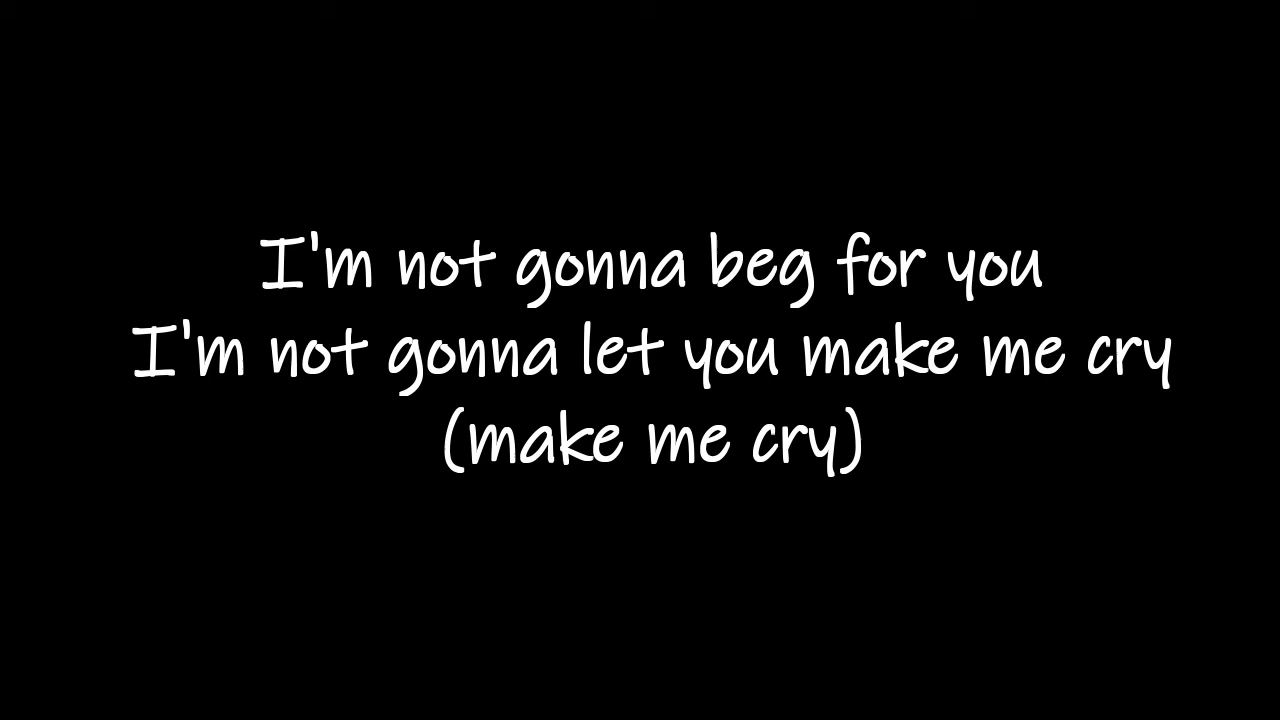 I'm not gonna beg for you
I'm not gonna let you make me cry
(make me cry)